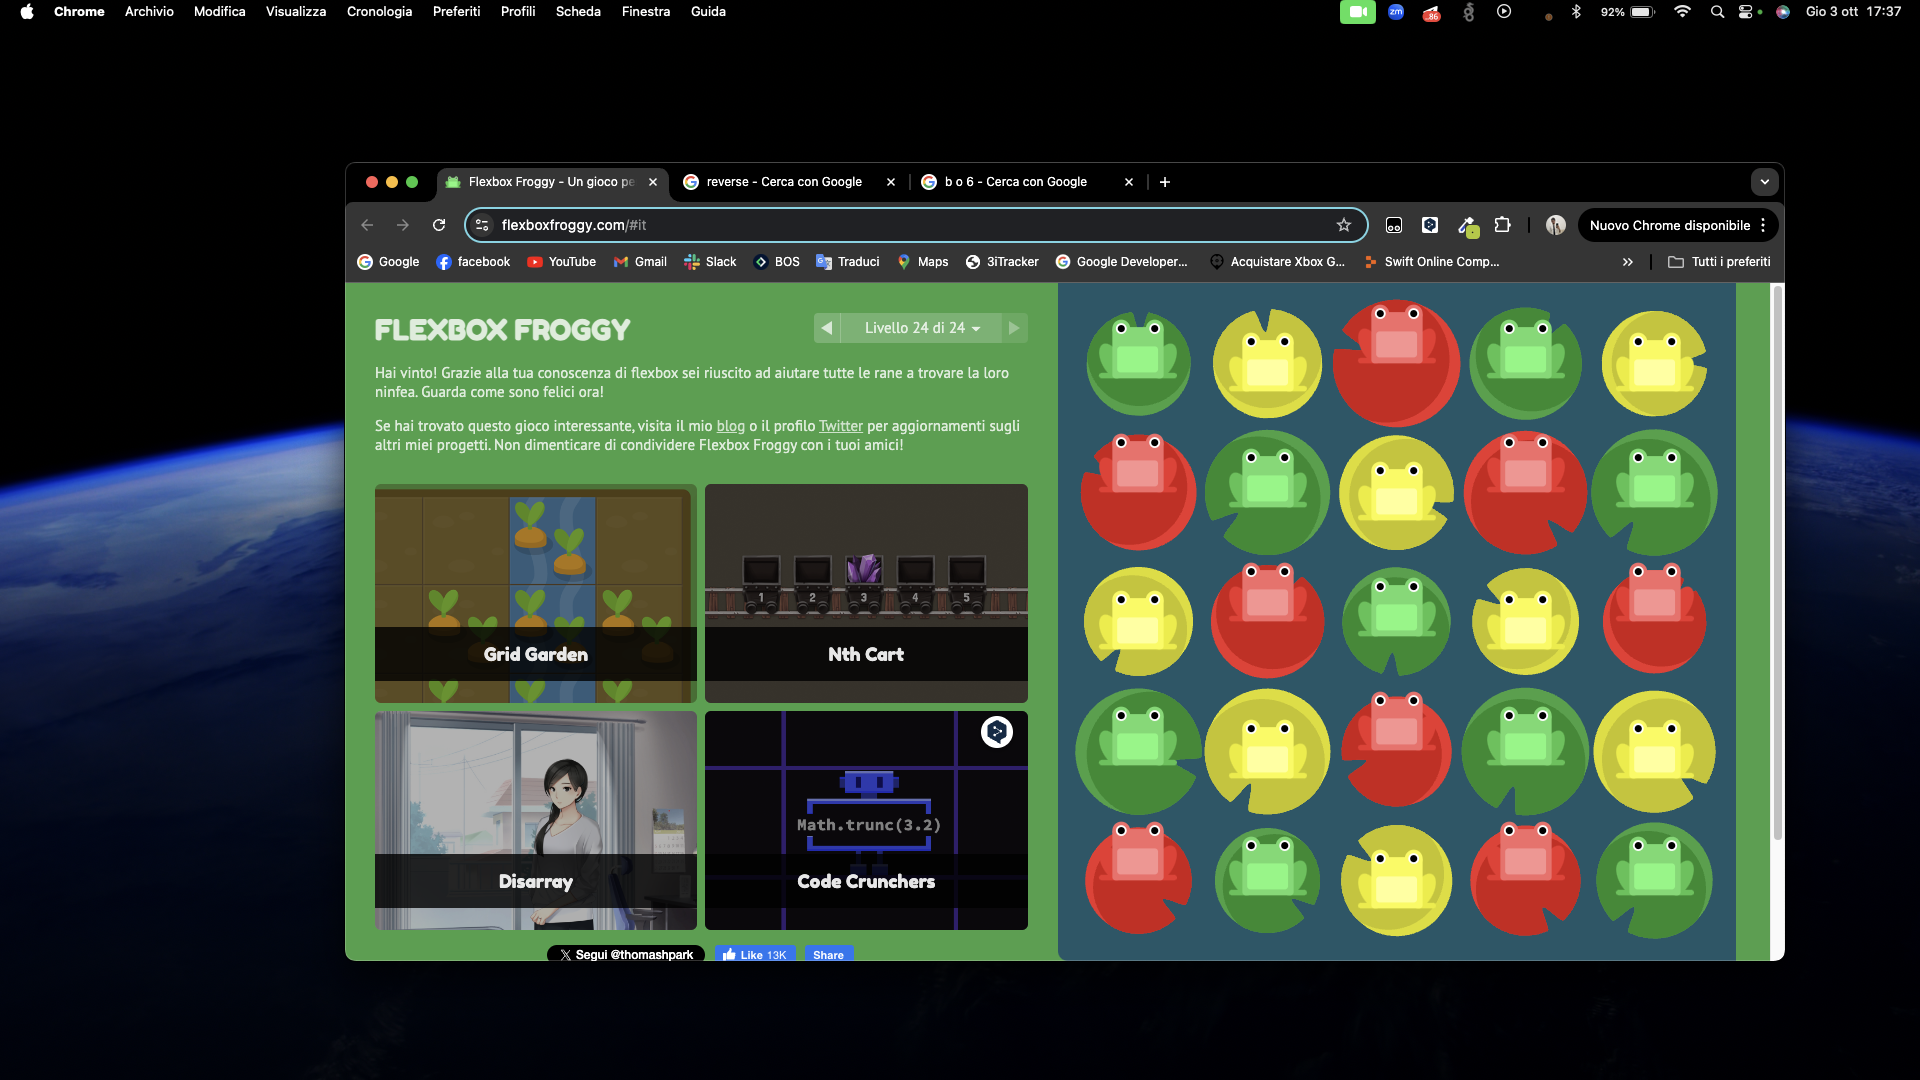 Chrome Archivio Modifica Visualizza Cronologia Preferiti Profili Scheda Finestra Guida
zm .86 92% Gio 3 ott 17:37
Flexbox Froggy - Un gioco pe reverse - Cerca con Google b o 6 - Cerca con Google
flexboxfroggy.com/#it Nuovo Chrome disponibile
Google facebook YouTube Gmail Slack BOS Traduci Maps 3iTracker Google Developer... Acquistare Xbox G... Swift Online Comp... Tutti i preferiti
FLEXBOX FROGGY
Livello 24 di 24
Hai vinto! Grazie alla tua conoscenza di flexbox sei riuscito ad aiutare tutte le rane a trovare la loro
ninfea. Guarda come sono felici ora!
Se hai trovato questo gioco interessante, visita il mio blog o il profilo Twitter per aggiornamenti sugli
altri miei progetti. Non dimenticare di condividere Flexbox Froggy con i tuoi amici!
1 2 3 4 5
Grid Garden
Nth Cart
Math.trunc(3.2)
Disarray
Code Crunchers
Segui @thomashpark Like 13K Share